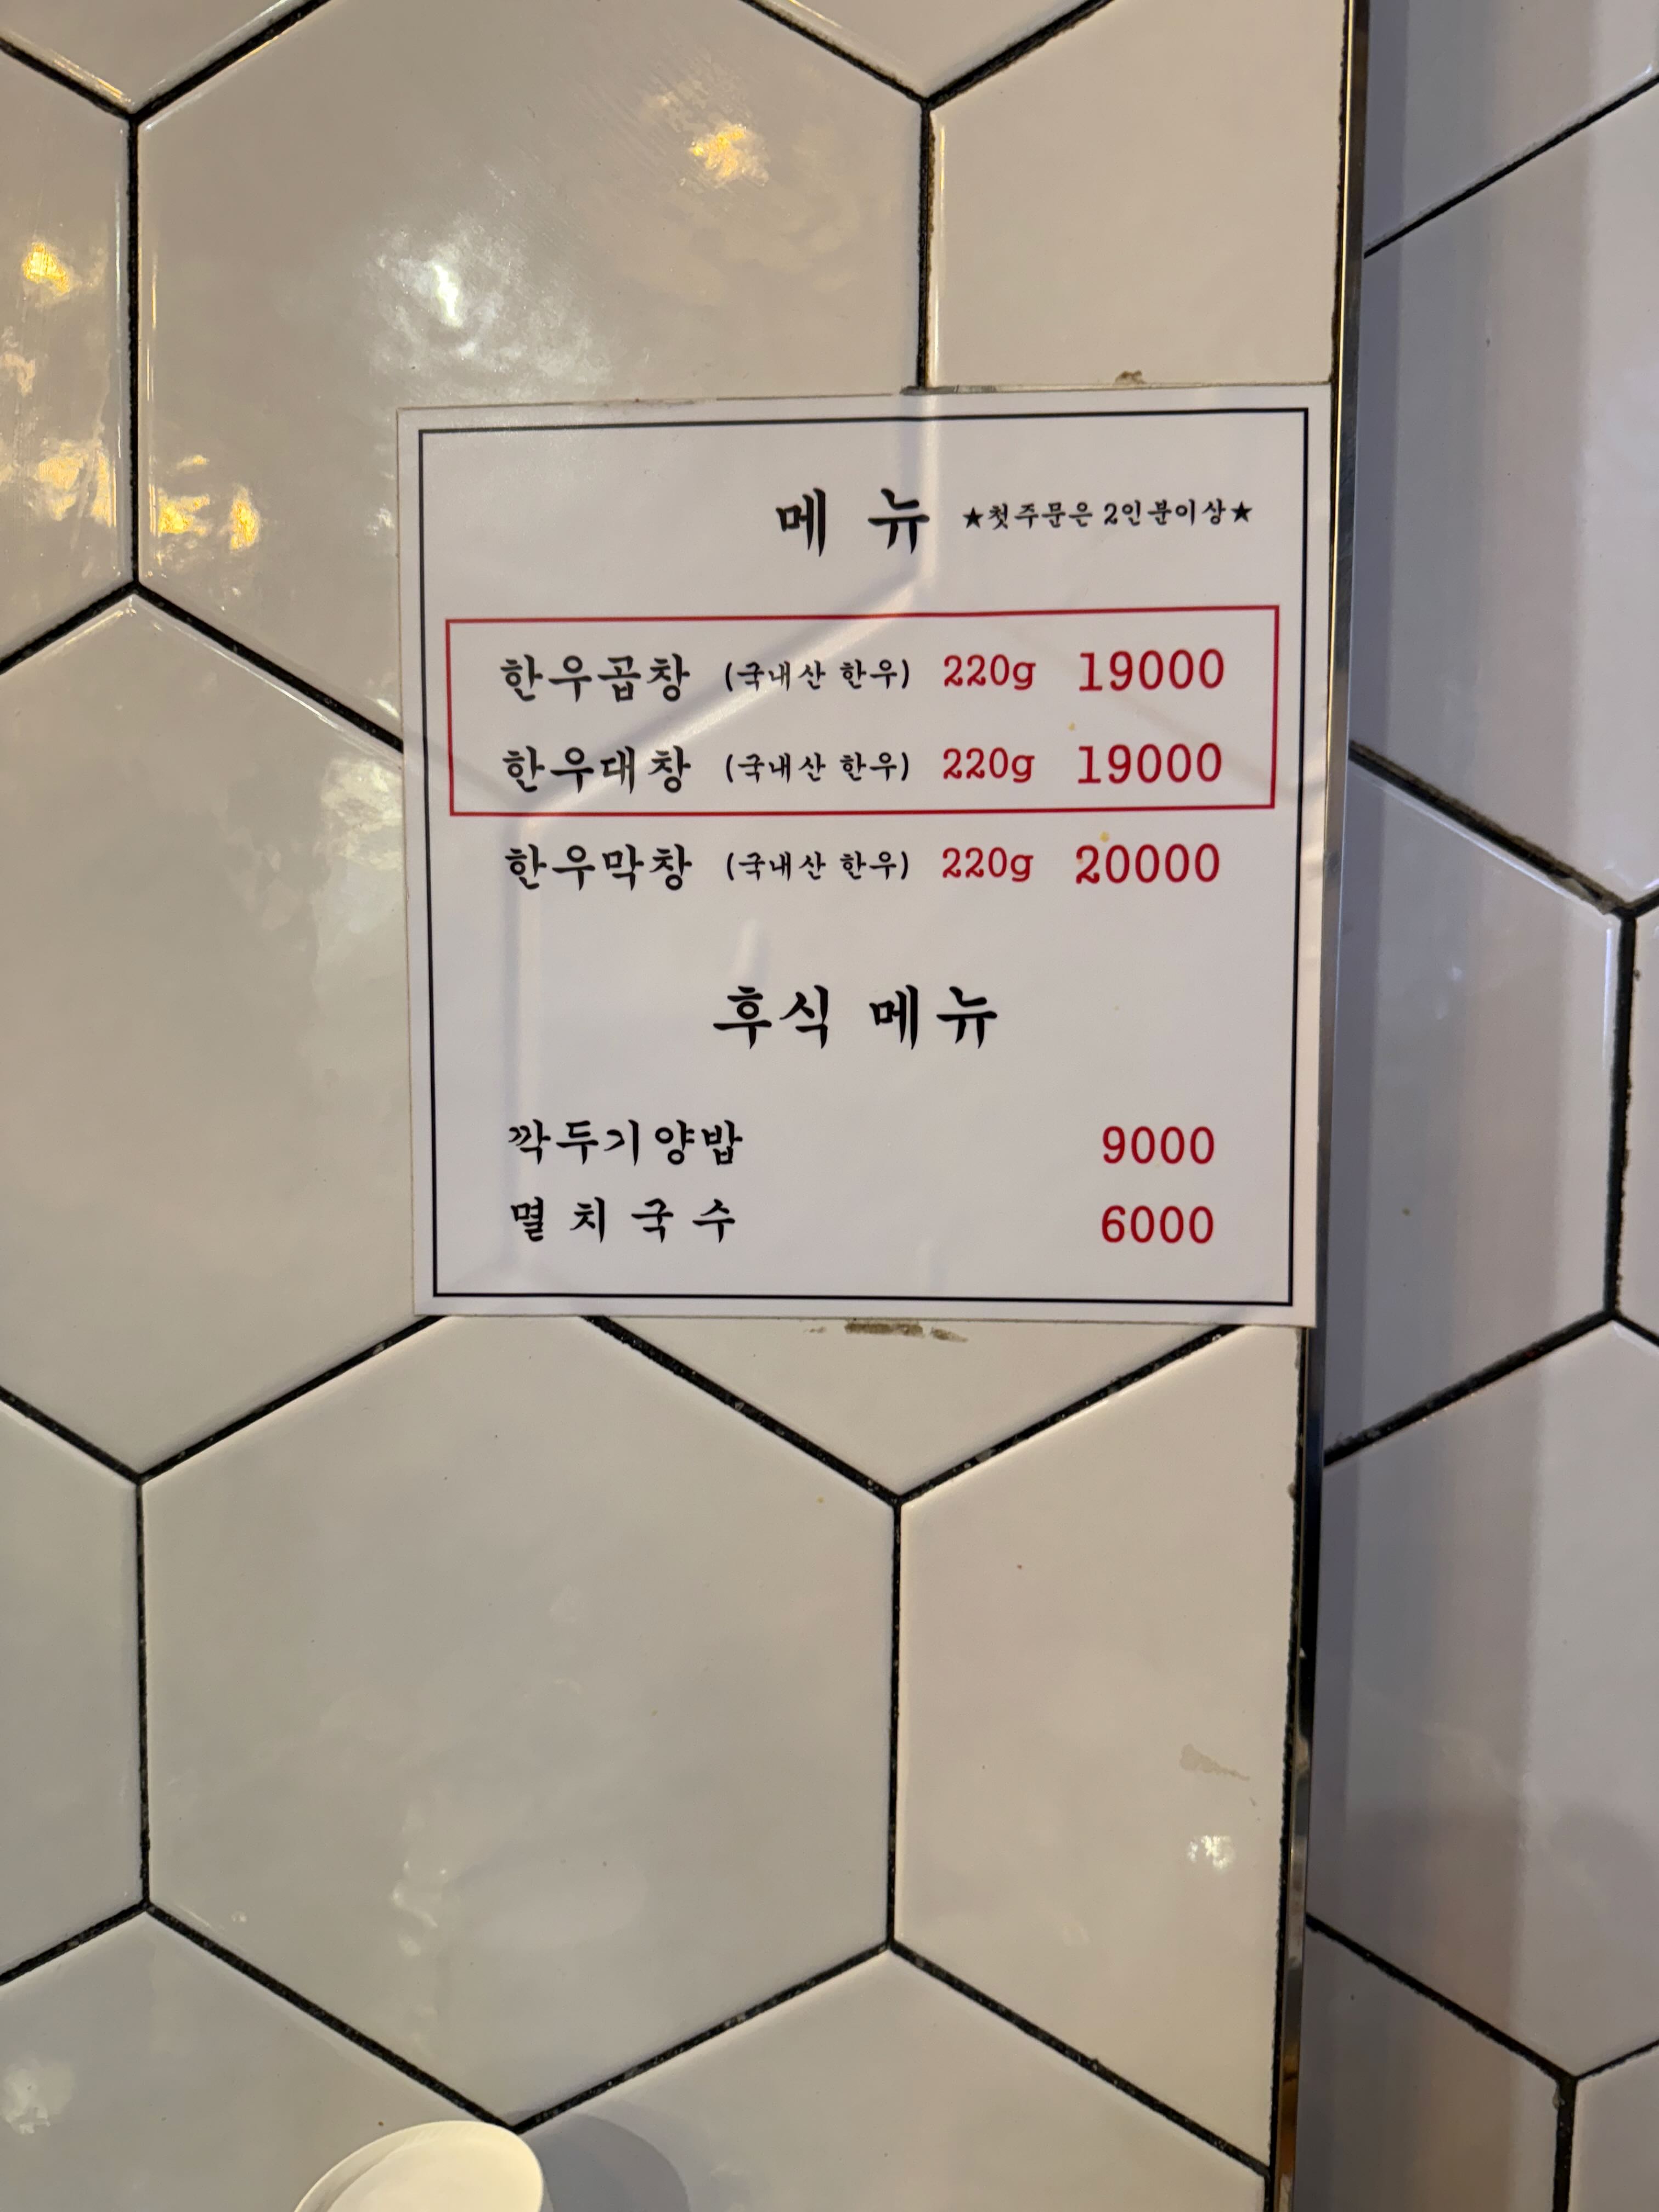 메 뉴 ★첫주문은 2인분이상★
한우곱창 (국내산 한우) 220g 19000
한우대창 (국내산 한우) 220g 19000
한우막창 (국내산 한우) 220g 20000
후식 메뉴
깍두기양밥 9000
멸치국수 6000